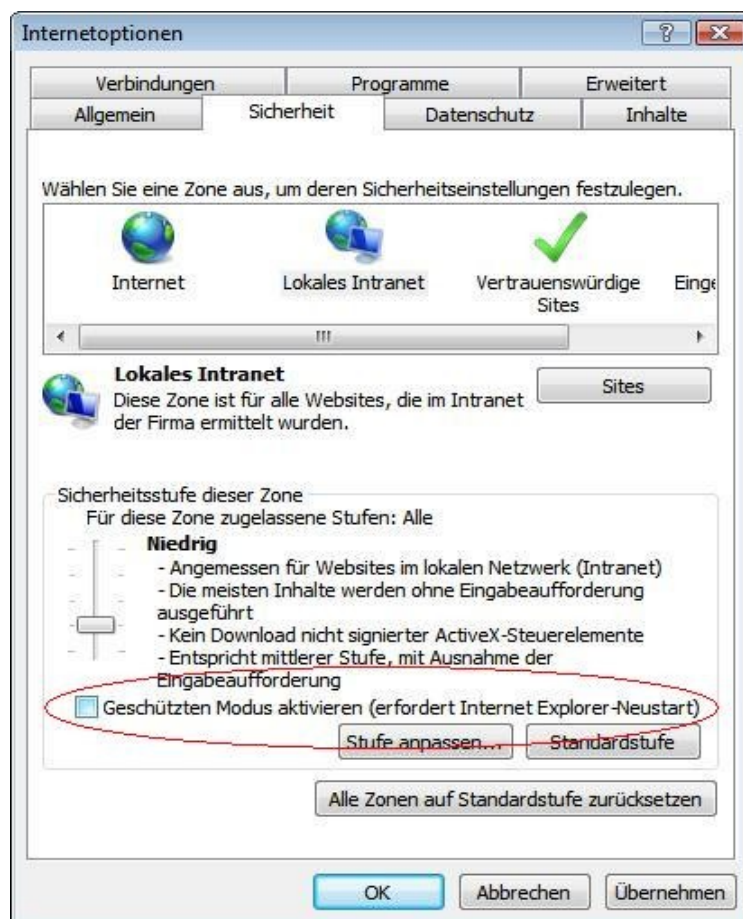 Internetoptionen
Verbindungen Programme Erweitert
Allgemein Sicherheit Datenschutz Inhalte
Wählen Sie eine Zone aus, um deren Sicherheitseinstellungen festzulegen.
Internet Lokales Intranet Vertrauenswürdige Sites Einge
Lokales Intranet
Diese Zone ist für alle Websites, die im Intranet
der Firma ermittelt wurden.
Sites
Sicherheitsstufe dieser Zone
Für diese Zone zugelassene Stufen: Alle
Niedrig
- Angemessen für Websites im lokalen Netzwerk (Intranet)
- Die meisten Inhalte werden ohne Eingabeaufforderung
ausgeführt
- Kein Download nicht signierter ActiveX-Steuerelemente
- Entspricht mittlerer Stufe, mit Ausnahme der
Eingabeaufforderung
Geschützten Modus aktivieren (erfordert Internet Explorer-Neustart)
Stufe anpassen... Standardstufe
Alle Zonen auf Standardstufe zurücksetzen
OK Abbrechen Übernehmen